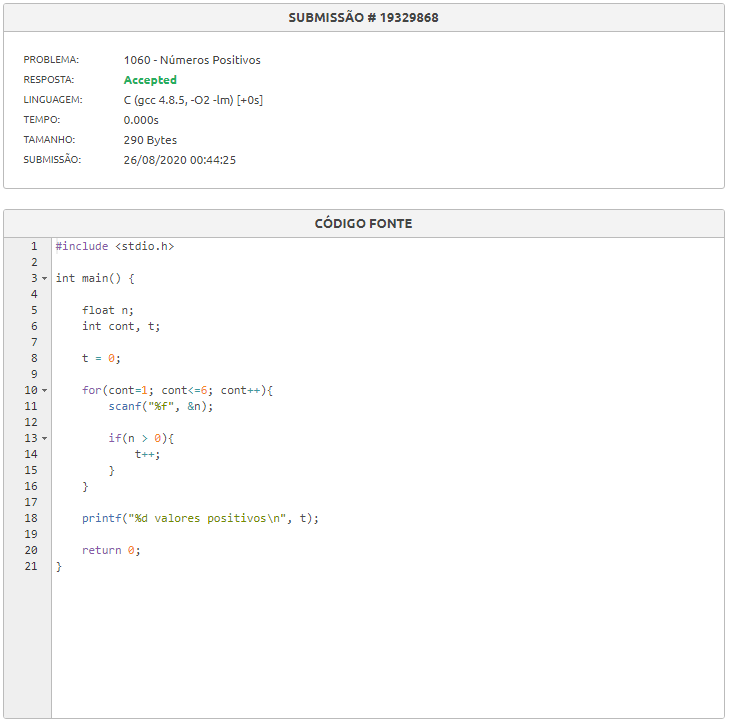 SUBMISSÃO # 19329868
PROBLEMA: 1060 - Números Positivos
RESPOSTA: Accepted
LINGUAGEM: C (gcc 4.8.5, -O2 -lm) [+0s]
TEMPO: 0.000s
TAMANHO: 290 Bytes
SUBMISSÃO: 26/08/2020 00:44:25
CÓDIGO FONTE
1 #include <stdio.h>
2
3 int main() {
4
5     float n;
6     int cont, t;
7
8     t = 0;
9
10     for(cont=1; cont<=6; cont++){
11         scanf("%f", &n);
12
13         if(n > 0){
14             t++;
15         }
16     }
17
18     printf("%d valores positivos\n", t);
19
20     return 0;
21 }